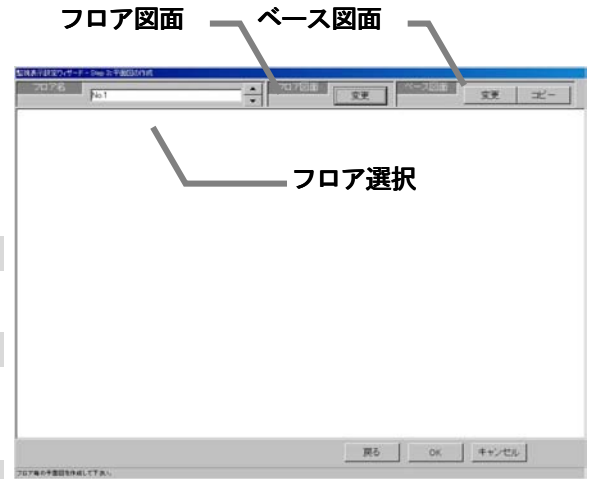 フロア図面 ベース図面
監視表示設定ウィザード - Step 3:平面図の作成
フロア名 No.1 フロア図面 変更 ベース図面 変更 コピー
フロア選択
戻る OK キャンセル
フロア毎の平面図を作成して下さい。